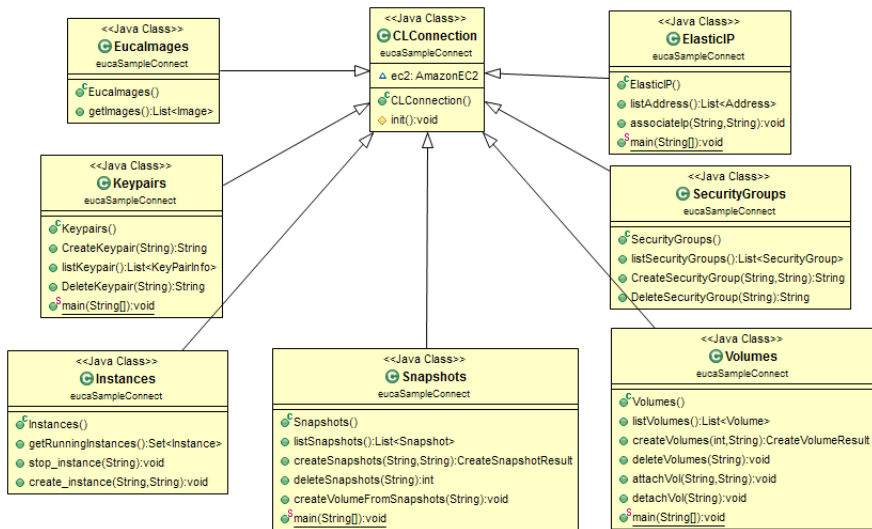 <<Java Class>>
EucaImages
eucaSampleConnect
EucaImages()
getImages():List<Image>
<<Java Class>>
CLConnection
eucaSampleConnect
ec2: AmazonEC2
CLConnection()
init():void
<<Java Class>>
ElasticIP
eucaSampleConnect
ElasticIP()
listAddress():List<Address>
associateIp(String,String):void
main(String[]):void
<<Java Class>>
Keypairs
eucaSampleConnect
Keypairs()
CreateKeypair(String):String
listKeypair():List<KeyPairInfo>
DeleteKeypair(String):String
main(String[]):void
<<Java Class>>
SecurityGroups
eucaSampleConnect
SecurityGroups()
listSecurityGroups():List<SecurityGroup>
CreateSecurityGroup(String,String):String
DeleteSecurityGroup(String):String
<<Java Class>>
Instances
eucaSampleConnect
Instances()
getRunningInstances():Set<Instance>
stop_instance(String):void
create_instance(String,String):void
<<Java Class>>
Snapshots
eucaSampleConnect
Snapshots()
listSnapshots():List<Snapshot>
createSnapshots(String,String):CreateSnapshotResult
deleteSnapshots(String):int
createVolumeFromSnapshots(String):void
main(String[]):void
<<Java Class>>
Volumes
eucaSampleConnect
Volumes()
listVolumes():List<Volume>
createVolumes(int,String):CreateVolumeResult
deleteVolumes(String):void
attachVol(String,String):void
detachVol(String):void
main(String[]):void